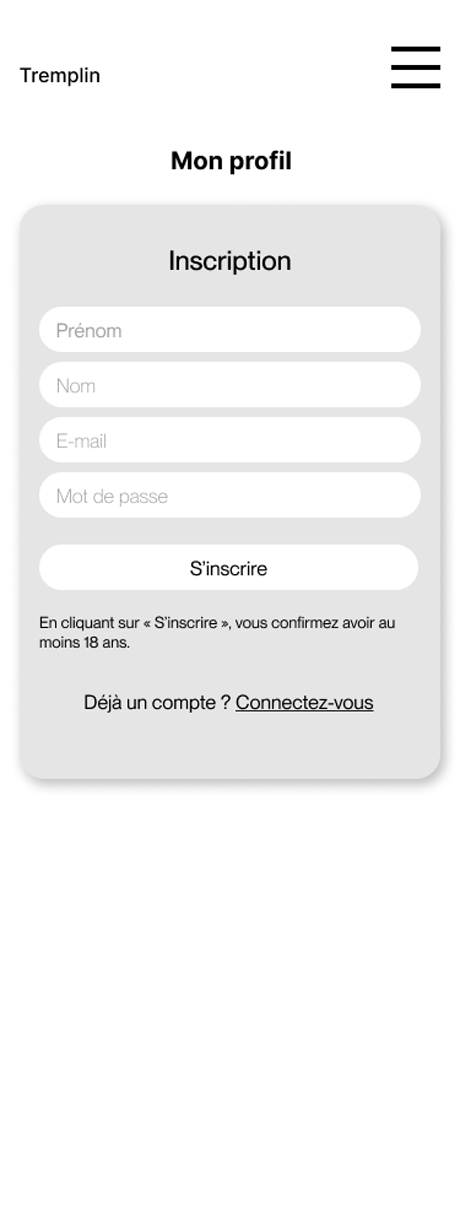 Tremplin
Mon profil
Inscription
Prénom
Nom
E-mail
Mot de passe
S’inscrire
En cliquant sur « S’inscrire », vous confirmez avoir au
moins 18 ans.
Déjà un compte ? Connectez-vous